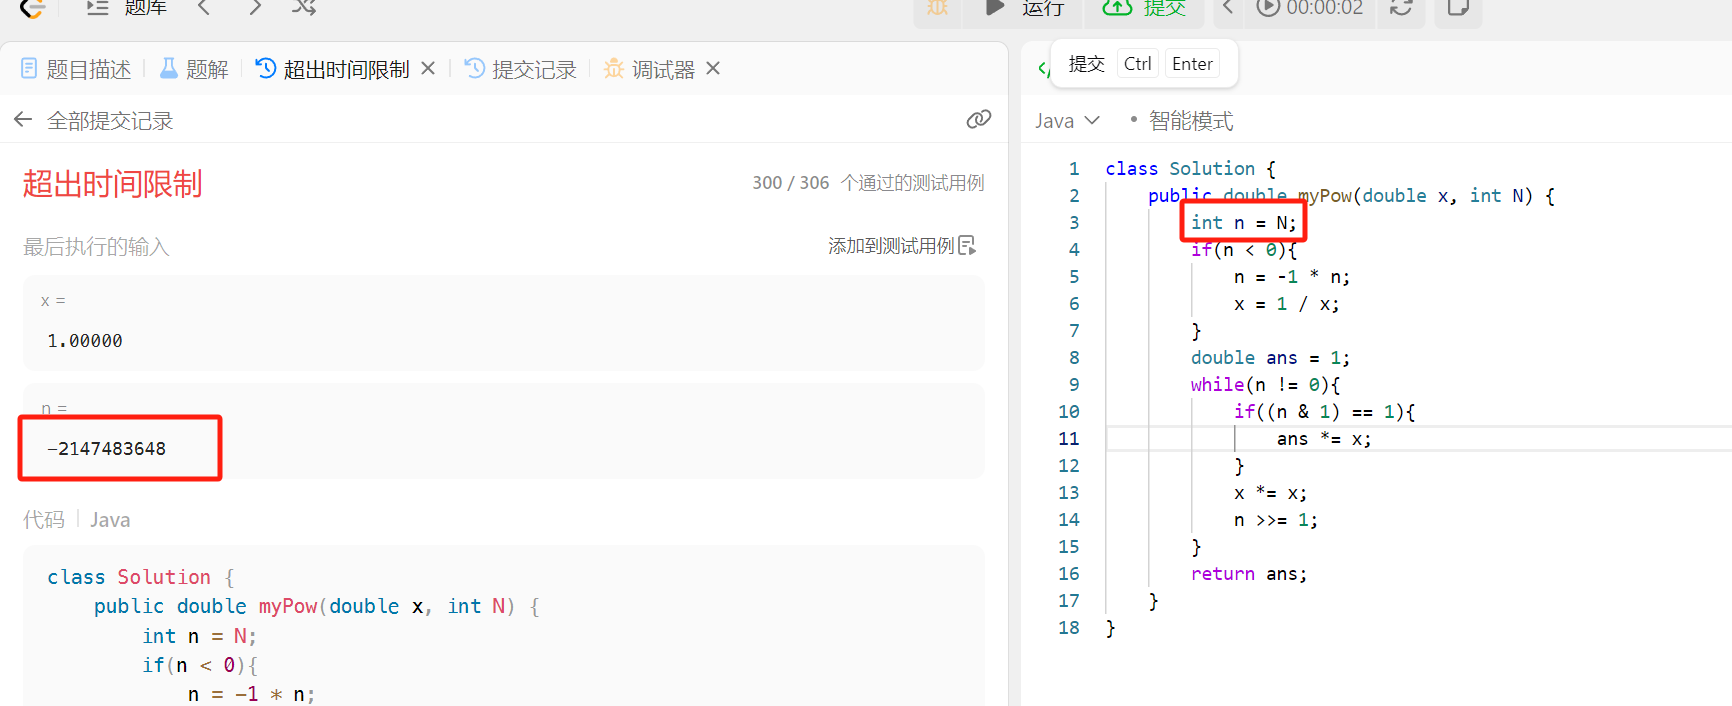 题库
运行
提交
00:00:02
题目描述
题解
超出时间限制
提交记录
调试器
提交 Ctrl Enter
全部提交记录
Java
智能模式
超出时间限制
300 / 306 个通过的测试用例
最后执行的输入
添加到测试用例
x =
1.00000
n =
-2147483648
代码 | Java
class Solution {
public double myPow(double x, int N) {
int n = N;
if(n < 0){
n = -1 * n;
1 class Solution {
2 public double myPow(double x, int N) {
3 int n = N;
4 if(n < 0){
5 n = -1 * n;
6 x = 1 / x;
7 }
8 double ans = 1;
9 while(n != 0){
10 if((n & 1) == 1){
11 ans *= x;
12 }
13 x *= x;
14 n >>= 1;
15 }
16 return ans;
17 }
18 }